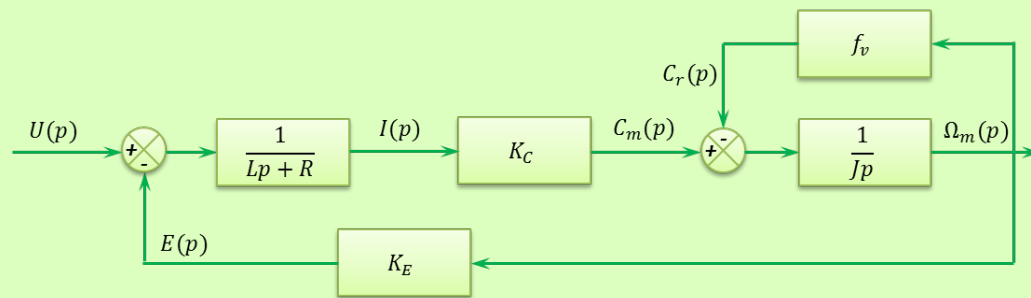 f_v
C_r(p)
U(p)
+
-
1
Lp + R
I(p)
K_C
C_m(p)
-
+
1
Jp
Ω_m(p)
E(p)
K_E